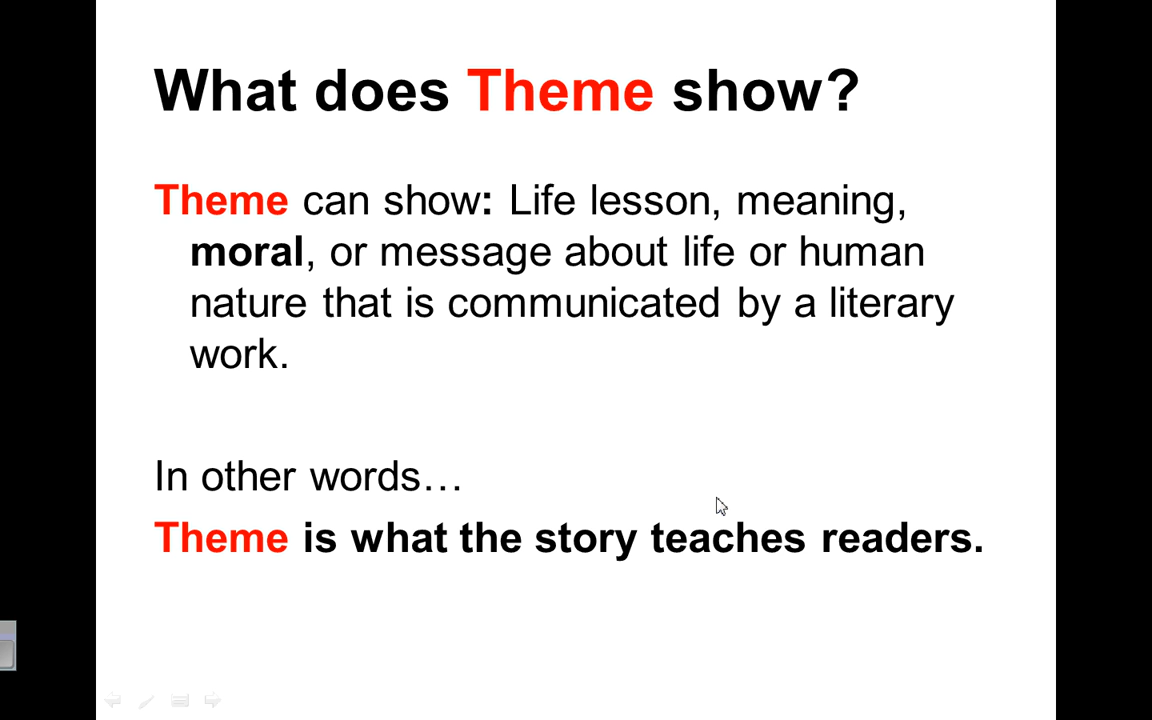 What does Theme show?
Theme can show: Life lesson, meaning,
moral, or message about life or human
nature that is communicated by a literary
work.
In other words…
Theme is what the story teaches readers.